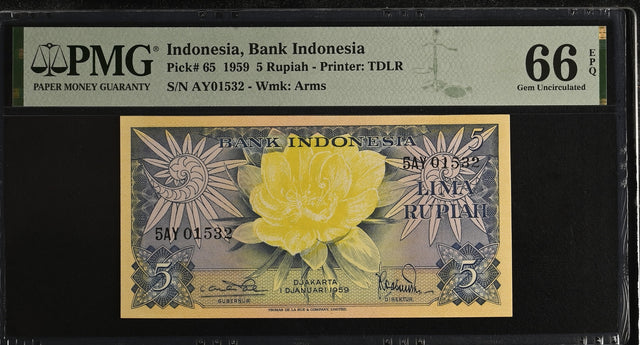 PMG®
PAPER MONEY GUARANTY
Indonesia, Bank Indonesia
Pick# 65 1959 5 Rupiah - Printer: TDLR
S/N AY01532 - Wmk: Arms
66 EPQ
Gem Uncirculated
BANK INDONESIA
5
5AY 01532
LIMA
RUPIAH
5AY 01532
5
DJAKARTA
1 DJANUARI 1959
GUBERNUR
DIREKTUR
5
THOMAS DE LA RUE & COMPANY, LIMITED.